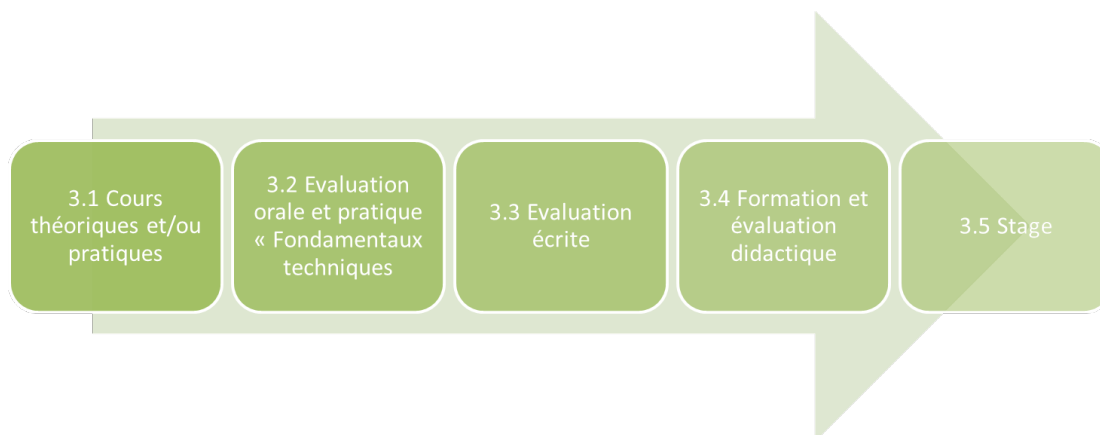 3.1 Cours
théoriques et/ou
pratiques
3.2 Evaluation
orale et pratique
« Fondamentaux
techniques
3.3 Evaluation
écrite
3.4 Formation et
évaluation
didactique
3.5 Stage